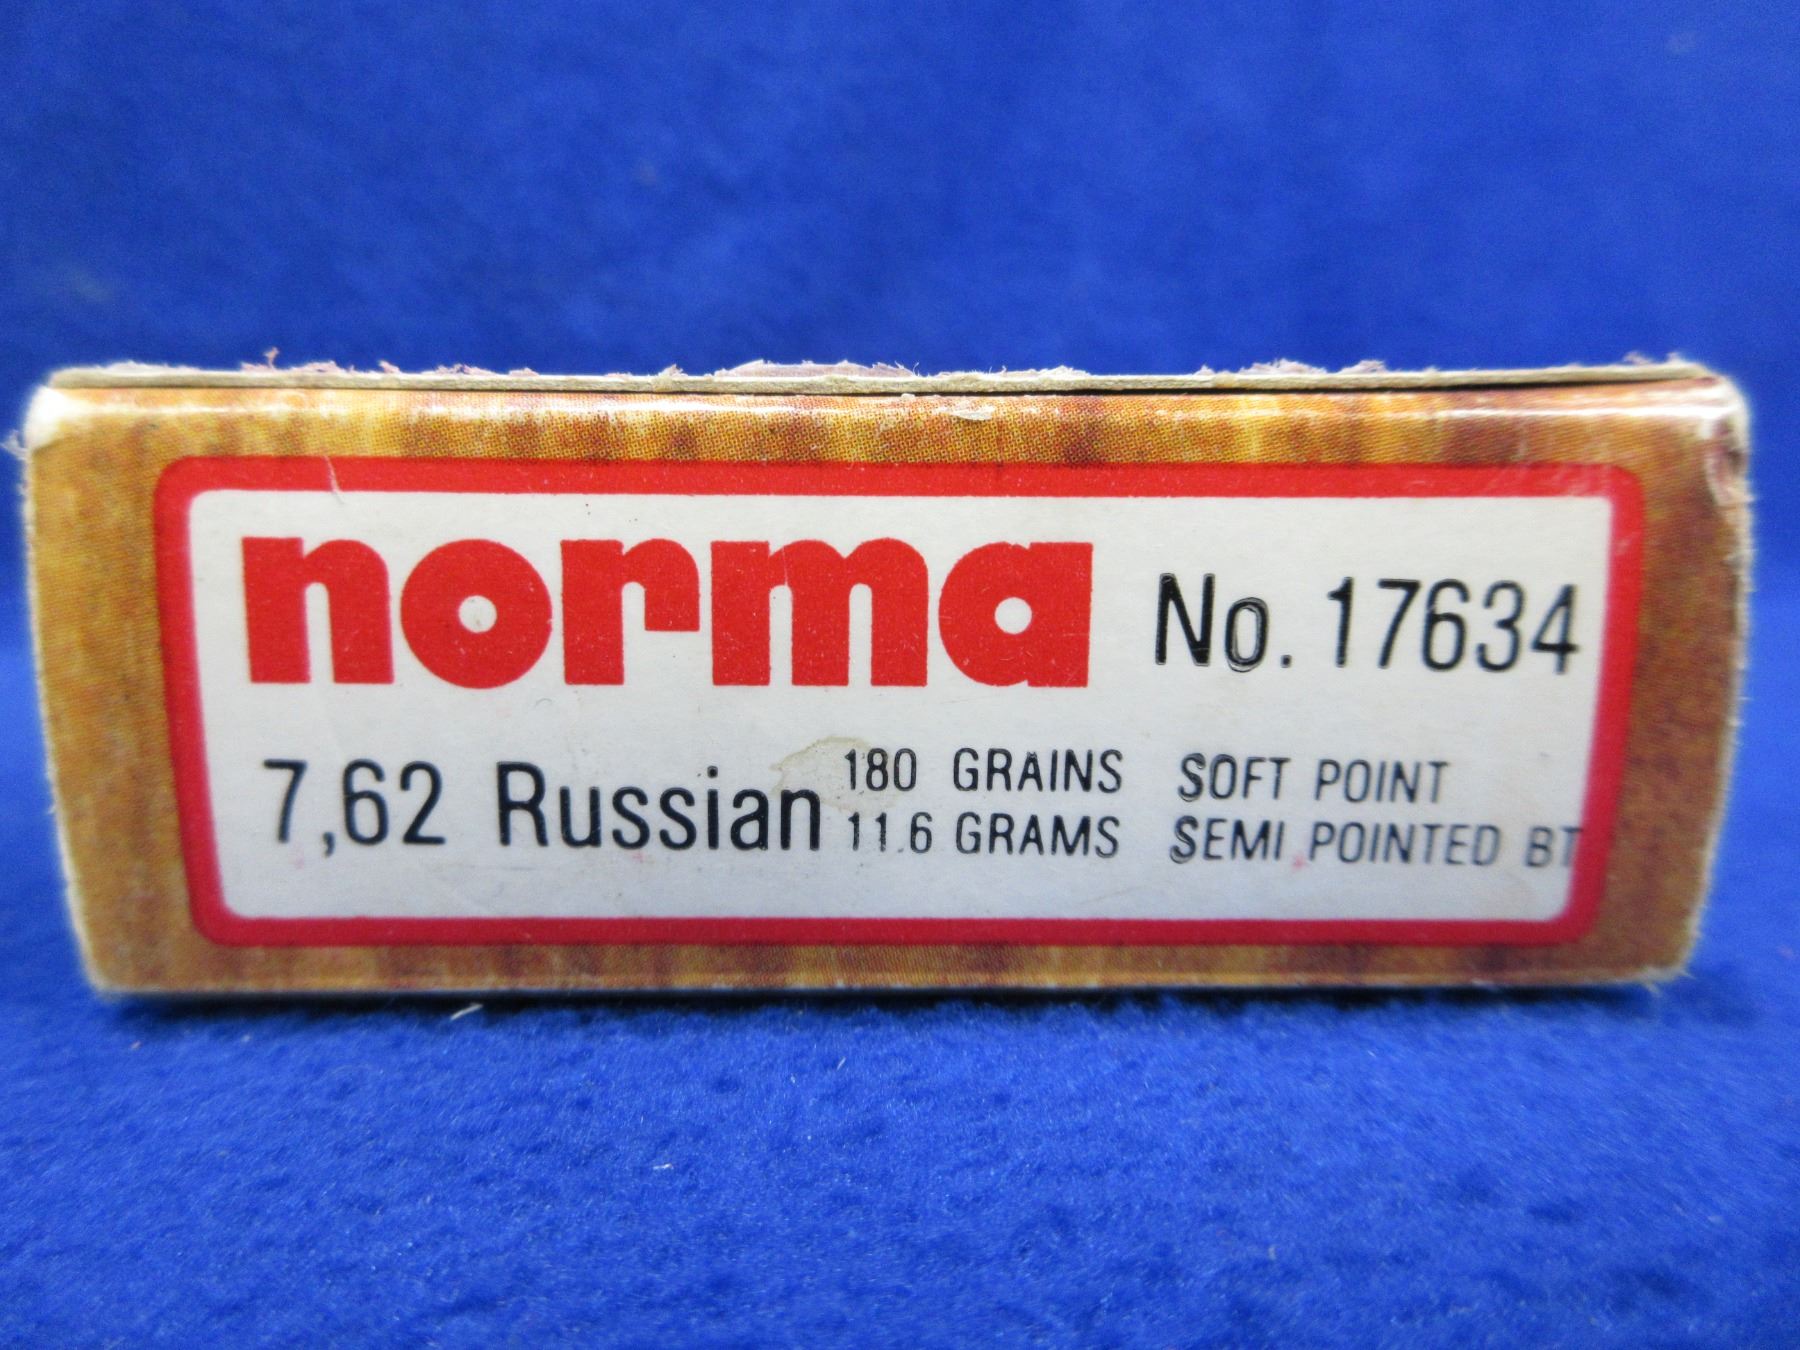 norma No. 17634
7,62 Russian 180 GRAINS SOFT POINT
11.6 GRAMS SEMI POINTED BT